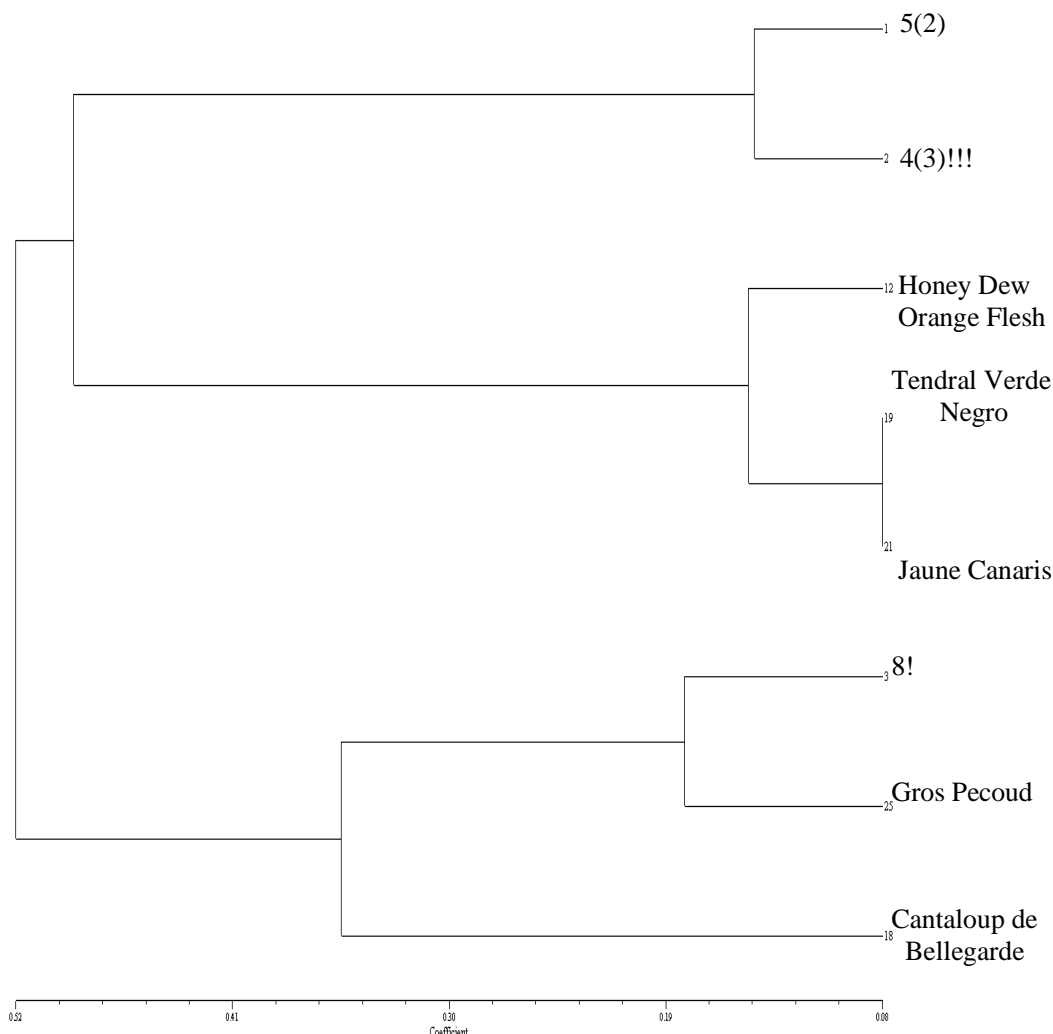 1 5(2)
2 4(3)!!!
12 Honey Dew
Orange Flesh
Tendral Verde
Negro
19
21
Jaune Canaris
3 8!
25 Gros Pecoud
18 Cantaloup de
Bellegarde
0.52 0.41 0.30 0.19 0.08
Coefficient